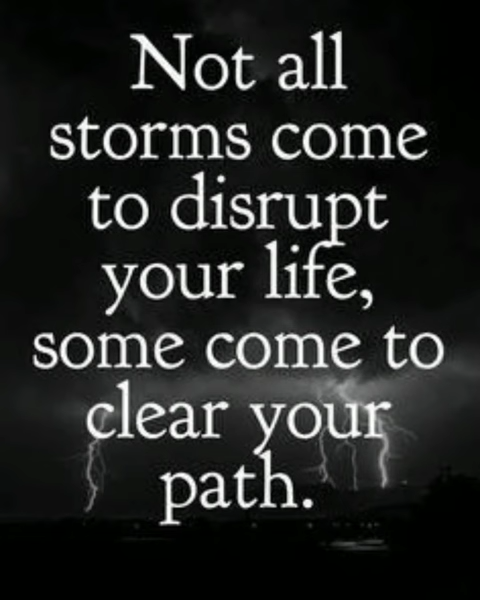 Not all
storms come
to disrupt
your life,
some come to
clear your
path.